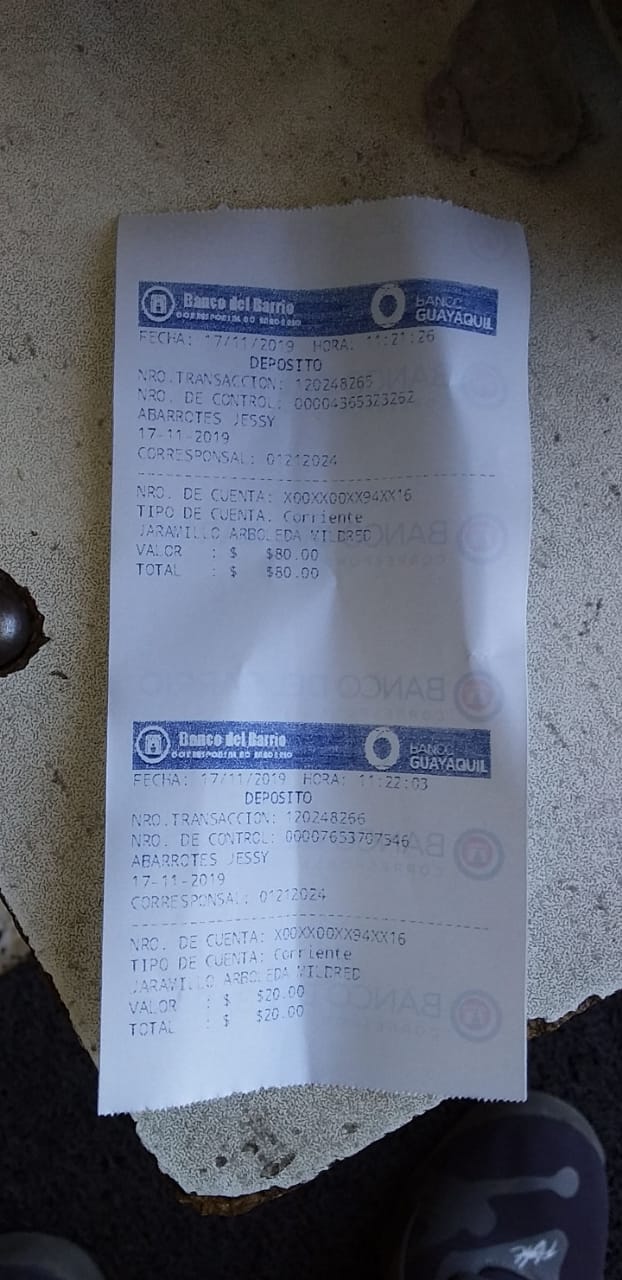 Banco del Barrio
CORRESPONSAL NO BANCARIO
BANCO
GUAYAQUIL
FECHA: 17/11/2019 HORA: 11:21:26
DEPOSITO
NRO.TRANSACCION: 120248265
NRO. DE CONTROL: 00004365323262
ABARROTES JESSY
17-11-2019
CORRESPONSAL: 01212024
NRO. DE CUENTA: X00XX00XX94XX16
TIPO DE CUENTA: Corriente
JARAMILLO ARBOLEDA MILDRED
VALOR : $ $80.00
TOTAL : $ $80.00
Banco del Barrio
CORRESPONSAL NO BANCARIO
BANCO
GUAYAQUIL
FECHA: 17/11/2019 HORA: 11:22:03
DEPOSITO
NRO.TRANSACCION: 120248266
NRO. DE CONTROL: 00007653707546
ABARROTES JESSY
17-11-2019
CORRESPONSAL: 01212024
NRO. DE CUENTA: X00XX00XX94XX16
TIPO DE CUENTA: Corriente
JARAMILLO ARBOLEDA MILDRED
VALOR : $ $20.00
TOTAL : $ $20.00